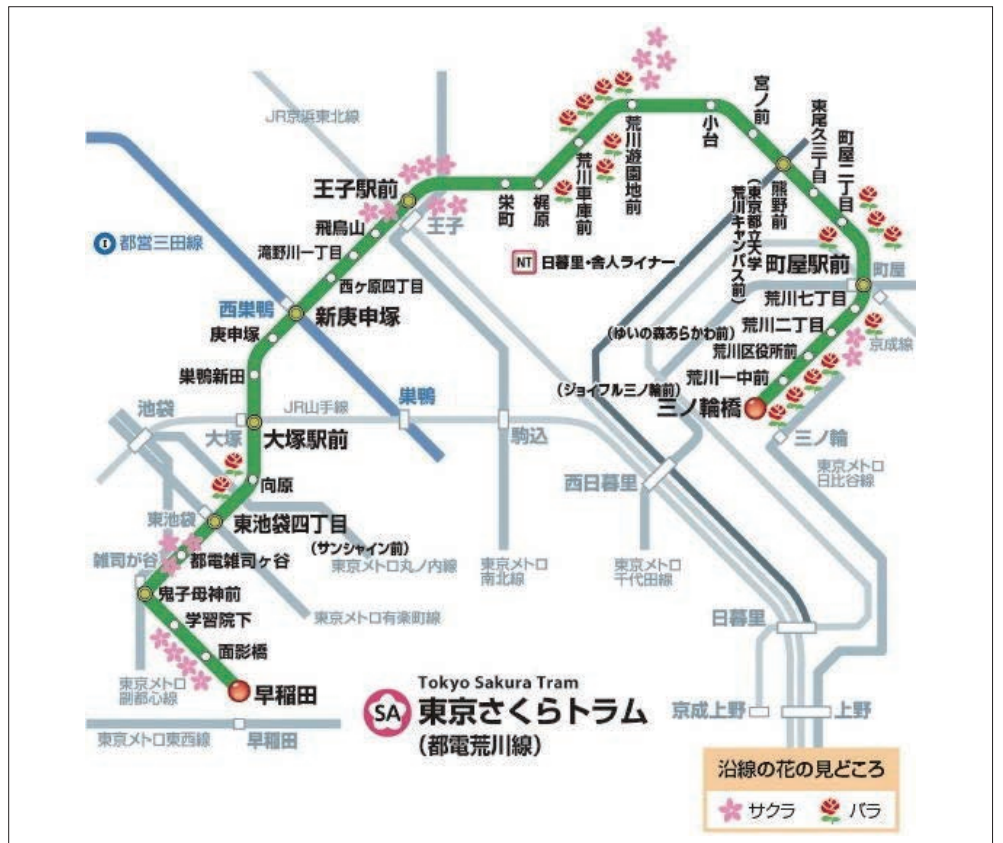 JR京浜東北線
王子駅前
王子
飛鳥山
滝野川一丁目
西ヶ原四丁目
I 都営三田線
西巣鴨
新庚申塚
庚申塚
巣鴨新田
JR山手線
巣鴨
池袋
大塚
大塚駅前
向原
東池袋
東池袋四丁目
(サンシャイン前)
雑司が谷
都電雑司ヶ谷
東京メトロ丸ノ内線
鬼子母神前
東京メトロ有楽町線
学習院下
面影橋
東京メトロ
副都心線
早稲田
東京メトロ東西線
早稲田
栄町
梶原
荒川車庫前
荒川遊園地前
小台
宮ノ前
熊野前
(東京都立大学
荒川キャンパス前)
東尾久三丁目
町屋二丁目
町屋駅前
町屋
荒川七丁目
京成線
荒川二丁目
(ゆいの森あらかわ前)
荒川区役所前
荒川一中前
(ジョイフル三ノ輪前)
三ノ輪橋
三ノ輪
NT 日暮里・舎人ライナー
駒込
西日暮里
東京メトロ
日比谷線
東京メトロ
南北線
東京メトロ
千代田線
日暮里
京成上野
上野
Tokyo Sakura Tram
SA 東京さくらトラム
(都電荒川線)
沿線の花の見どころ
サクラ
バラ